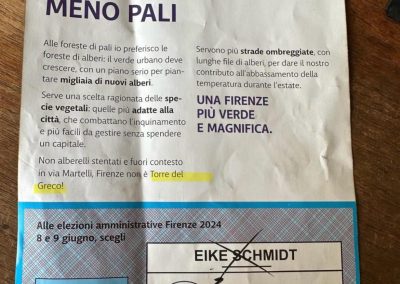 MENO PALI
Alle foreste di pali io preferisco le
foreste di alberi: il verde urbano deve
crescere, con un piano serio per pian-
tare migliaia di nuovi alberi.
Serve una scelta ragionata delle spe-
cie vegetali: quelle più adatte alla
città, che combattano l'inquinamento
e più facili da gestire senza spendere
un capitale.
Non alberelli stentati e fuori contesto
in via Martelli, Firenze non è Torre del
Greco!
Servono più strade ombreggiate, con
lunghe file di alberi, per dare il nostro
contributo all'abbassamento della
temperatura durante l'estate.
UNA FIRENZE
PIÙ VERDE
E MAGNIFICA.
Alle elezioni amministrative Firenze 2024
8 e 9 giugno, scegli
EIKE SCHMIDT